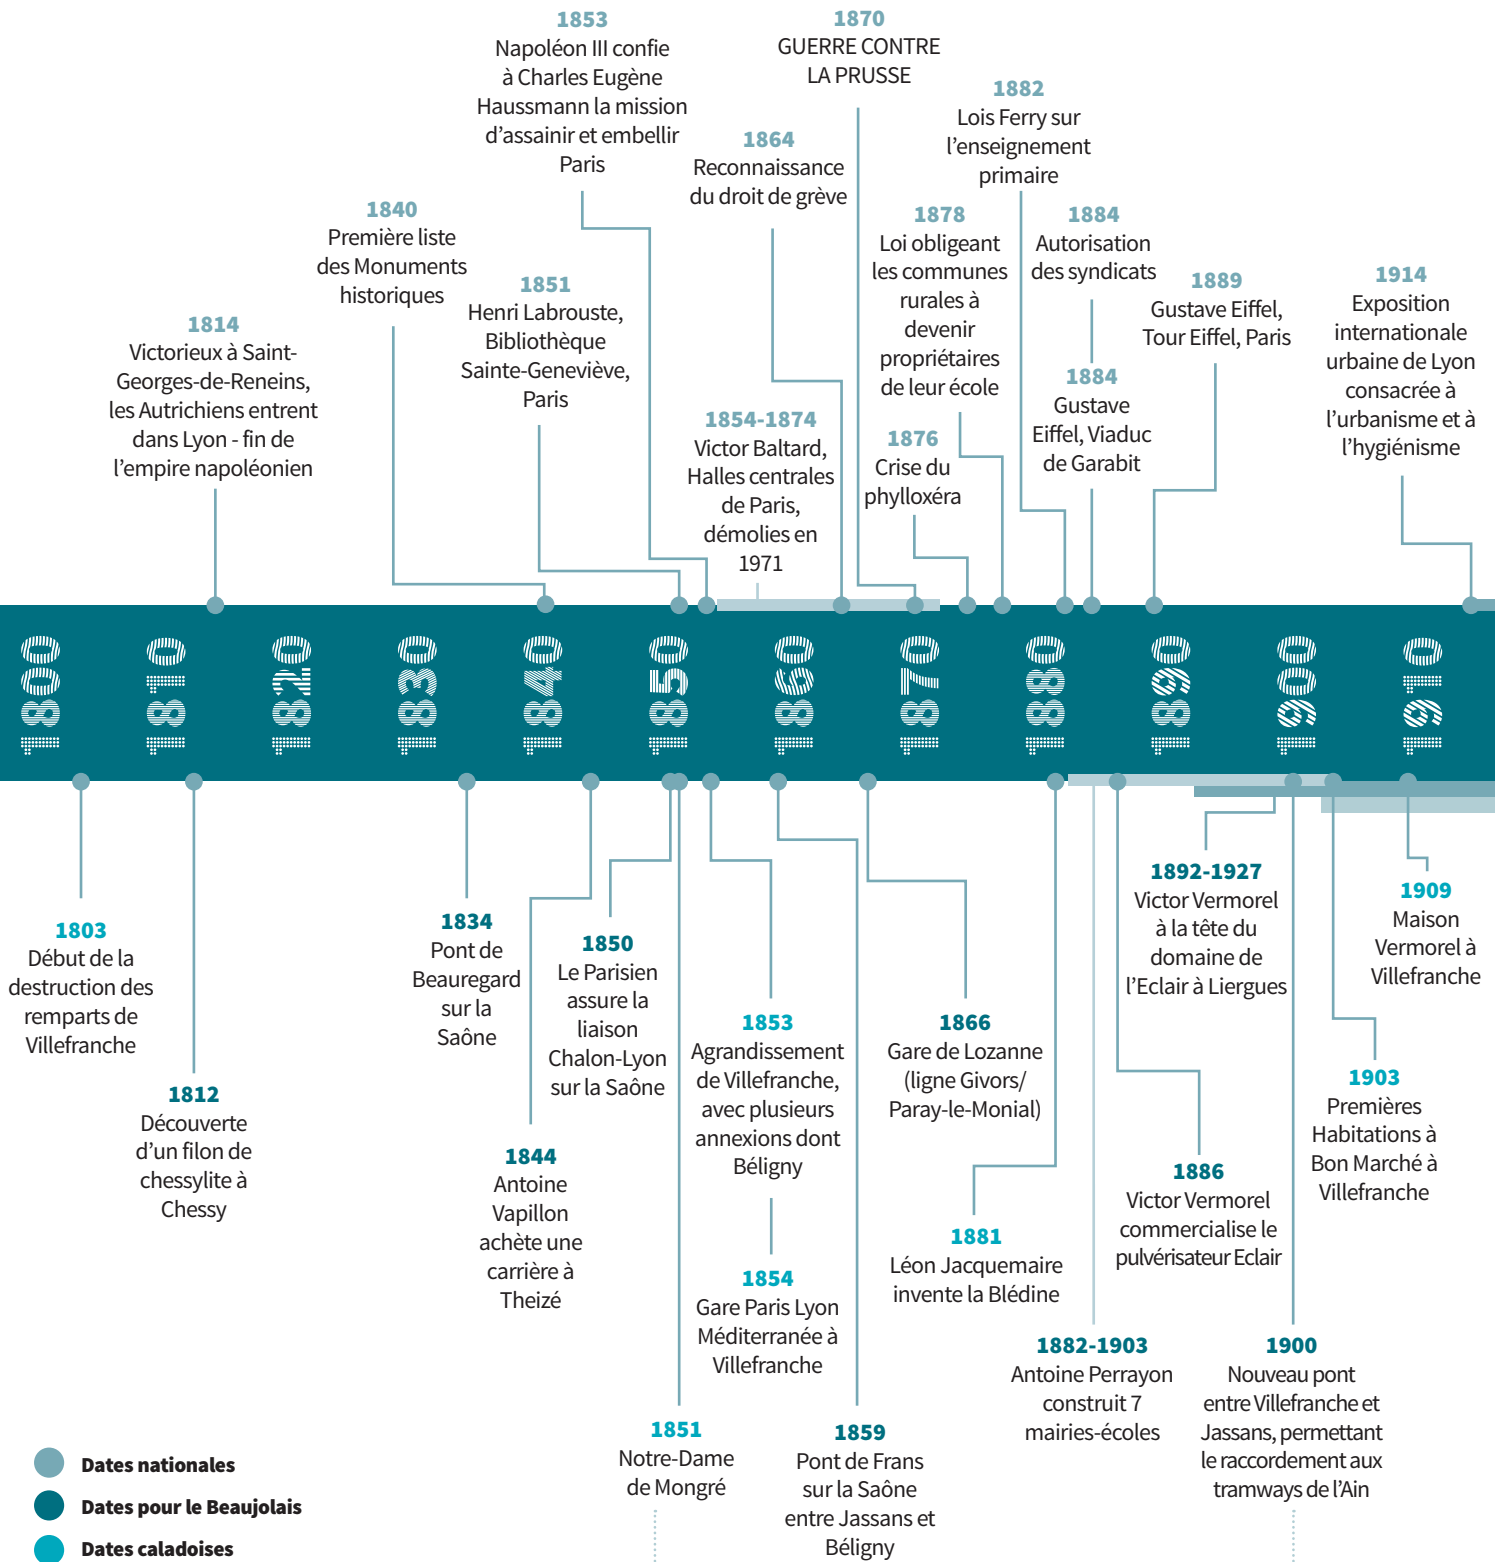 1853
Napoléon III confie
à Charles Eugène
Haussmann la mission
d’assainir et embellir
Paris
1870
GUERRE CONTRE
LA PRUSSE
1882
Lois Ferry sur
l’enseignement
primaire
1864
Reconnaissance
du droit de grève
1840
Première liste
des Monuments
historiques
1878
Loi obligeant
les communes
rurales à
devenir
propriétaires
de leur école
1884
Autorisation
des syndicats
1851
Henri Labrouste,
Bibliothèque
Sainte-Geneviève,
Paris
1889
Gustave Eiffel,
Tour Eiffel, Paris
1914
Exposition
internationale
urbaine de Lyon
consacrée à
l’urbanisme et à
l’hygiénisme
1814
Victorieux à Saint-
Georges-de-Reneins,
les Autrichiens entrent
dans Lyon - fin de
l’empire napoléonien
1884
Gustave
Eiffel, Viaduc
de Garabit
1854-1874
Victor Baltard,
Halles centrales
de Paris,
démolies en
1971
1876
Crise du
phylloxéra
1800
1810
1820
1830
1840
1850
1860
1870
1880
1890
1900
1910
1803
Début de la
destruction des
remparts de
Villefranche
1812
Découverte
d’un filon de
chessylite à
Chessy
1834
Pont de
Beauregard
sur la
Saône
1844
Antoine
Vapillon
achète une
carrière à
Theizé
1850
Le Parisien
assure la
liaison
Chalon-Lyon
sur la Saône
1851
Notre-Dame
de Mongré
1853
Agrandissement
de Villefranche,
avec plusieurs
annexions dont
Béligny
1854
Gare Paris Lyon
Méditerranée à
Villefranche
1859
Pont de Frans
sur la Saône
entre Jassans et
Béligny
1866
Gare de Lozanne
(ligne Givors/
Paray-le-Monial)
1881
Léon Jacquemaire
invente la Blédine
1882-1903
Antoine Perrayon
construit 7
mairies-écoles
1886
Victor Vermorel
commercialise le
pulvérisateur Eclair
1892-1927
Victor Vermorel
à la tête du
domaine de
l’Eclair à Liergues
1900
Nouveau pont
entre Villefranche et
Jassans, permettant
le raccordement aux
tramways de l’Ain
1903
Premières
Habitations à
Bon Marché à
Villefranche
1909
Maison
Vermorel à
Villefranche
Dates nationales
Dates pour le Beaujolais
Dates caladoises